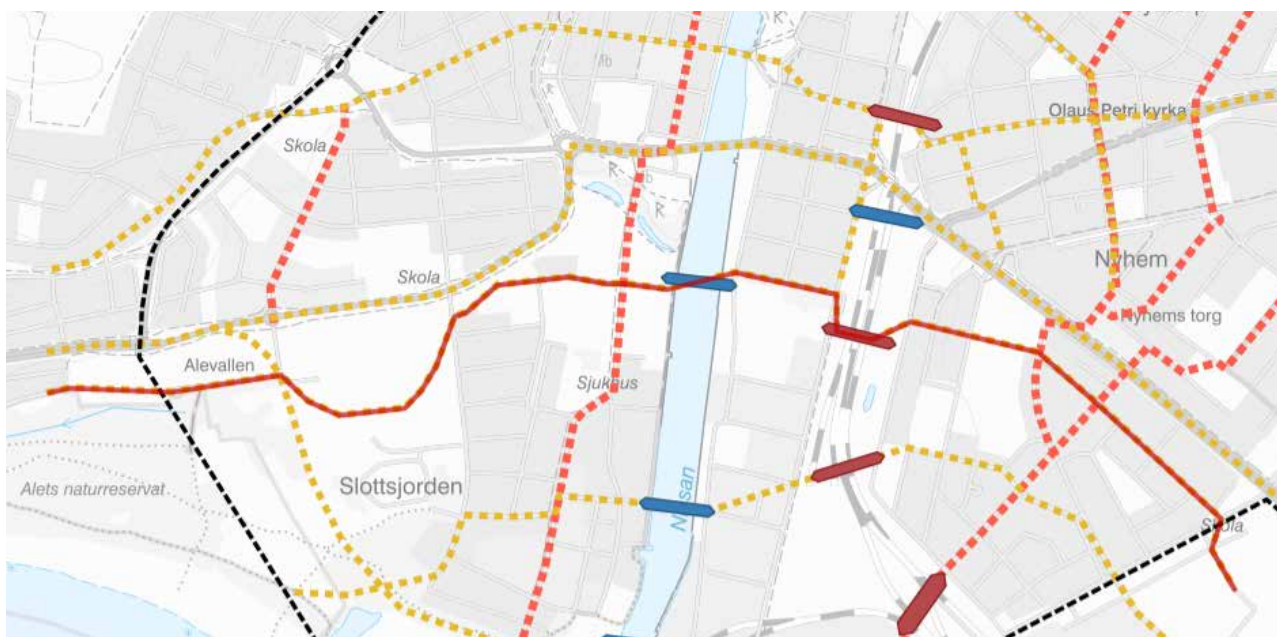 Olaus Petri kyrka
Skola
Skola
Nyhem
Nyhems torg
Alevallen
Sjukhus
Slottsjorden
Alets naturreservat
Nissan
Skola